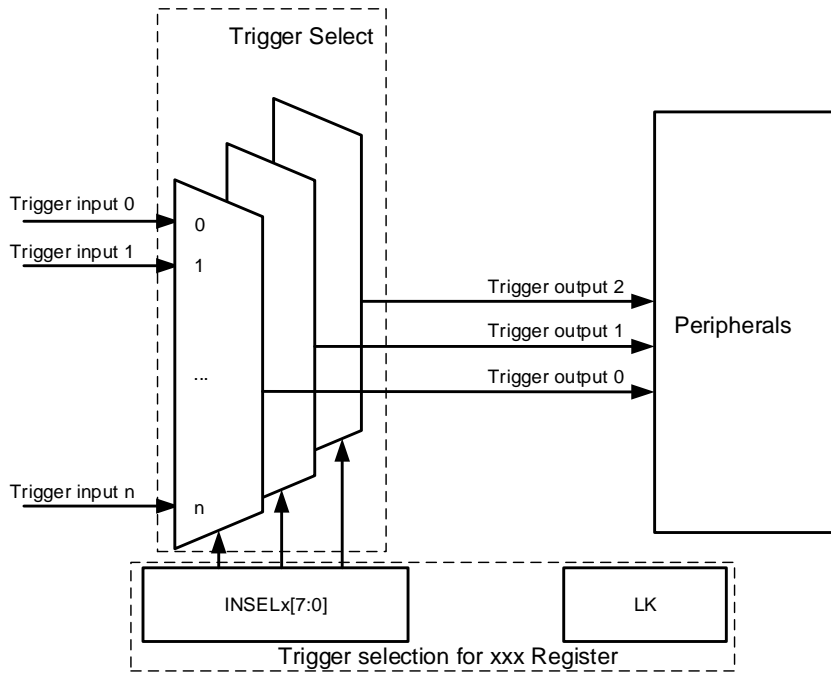 Trigger Select
Trigger input 0
0
Trigger input 1
1
Trigger output 2
Trigger output 1
Peripherals
...
Trigger output 0
Trigger input n
n
INSELx[7:0]
LK
Trigger selection for xxx Register